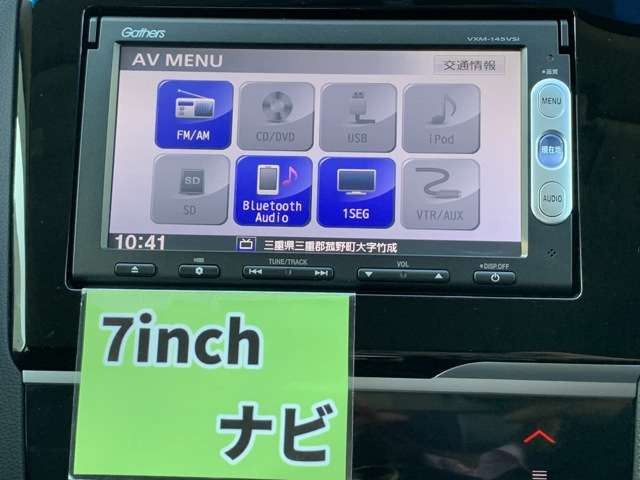 Gathers
VXM-145VSi
AV MENU
交通情報
FM/AM
CD/DVD
USB
iPod
SD
SD
Bluetooth
Audio
1SEG
VTR/AUX
10:41
三重県三重郡菰野町大字竹成
MENU
現在地
AUDIO
TUNE/TRACK
VOL
DISP.OFF
7inch
ナビ